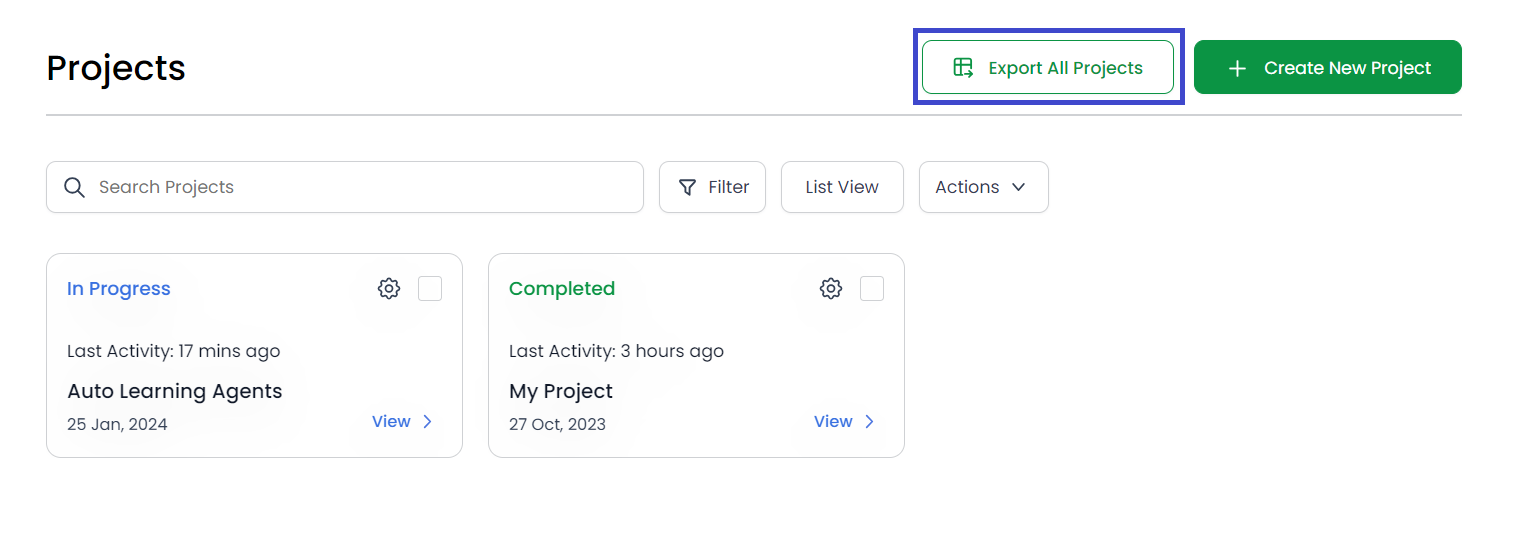 Projects
Export All Projects
Create New Project
Search Projects
Filter
List View
Actions
In Progress
Last Activity: 17 mins ago
Auto Learning Agents
25 Jan, 2024
View
Completed
Last Activity: 3 hours ago
My Project
27 Oct, 2023
View